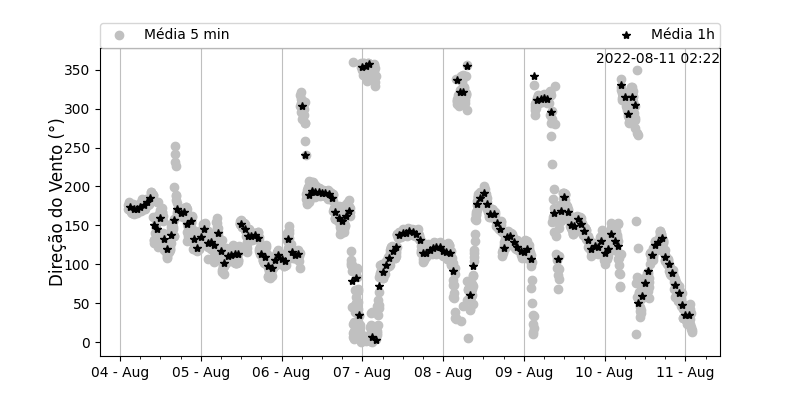 Média 5 min
Média 1h
2022-08-11 02:22
Direção do Vento (°)
350
300
250
200
150
100
50
0
04 - Aug
05 - Aug
06 - Aug
07 - Aug
08 - Aug
09 - Aug
10 - Aug
11 - Aug